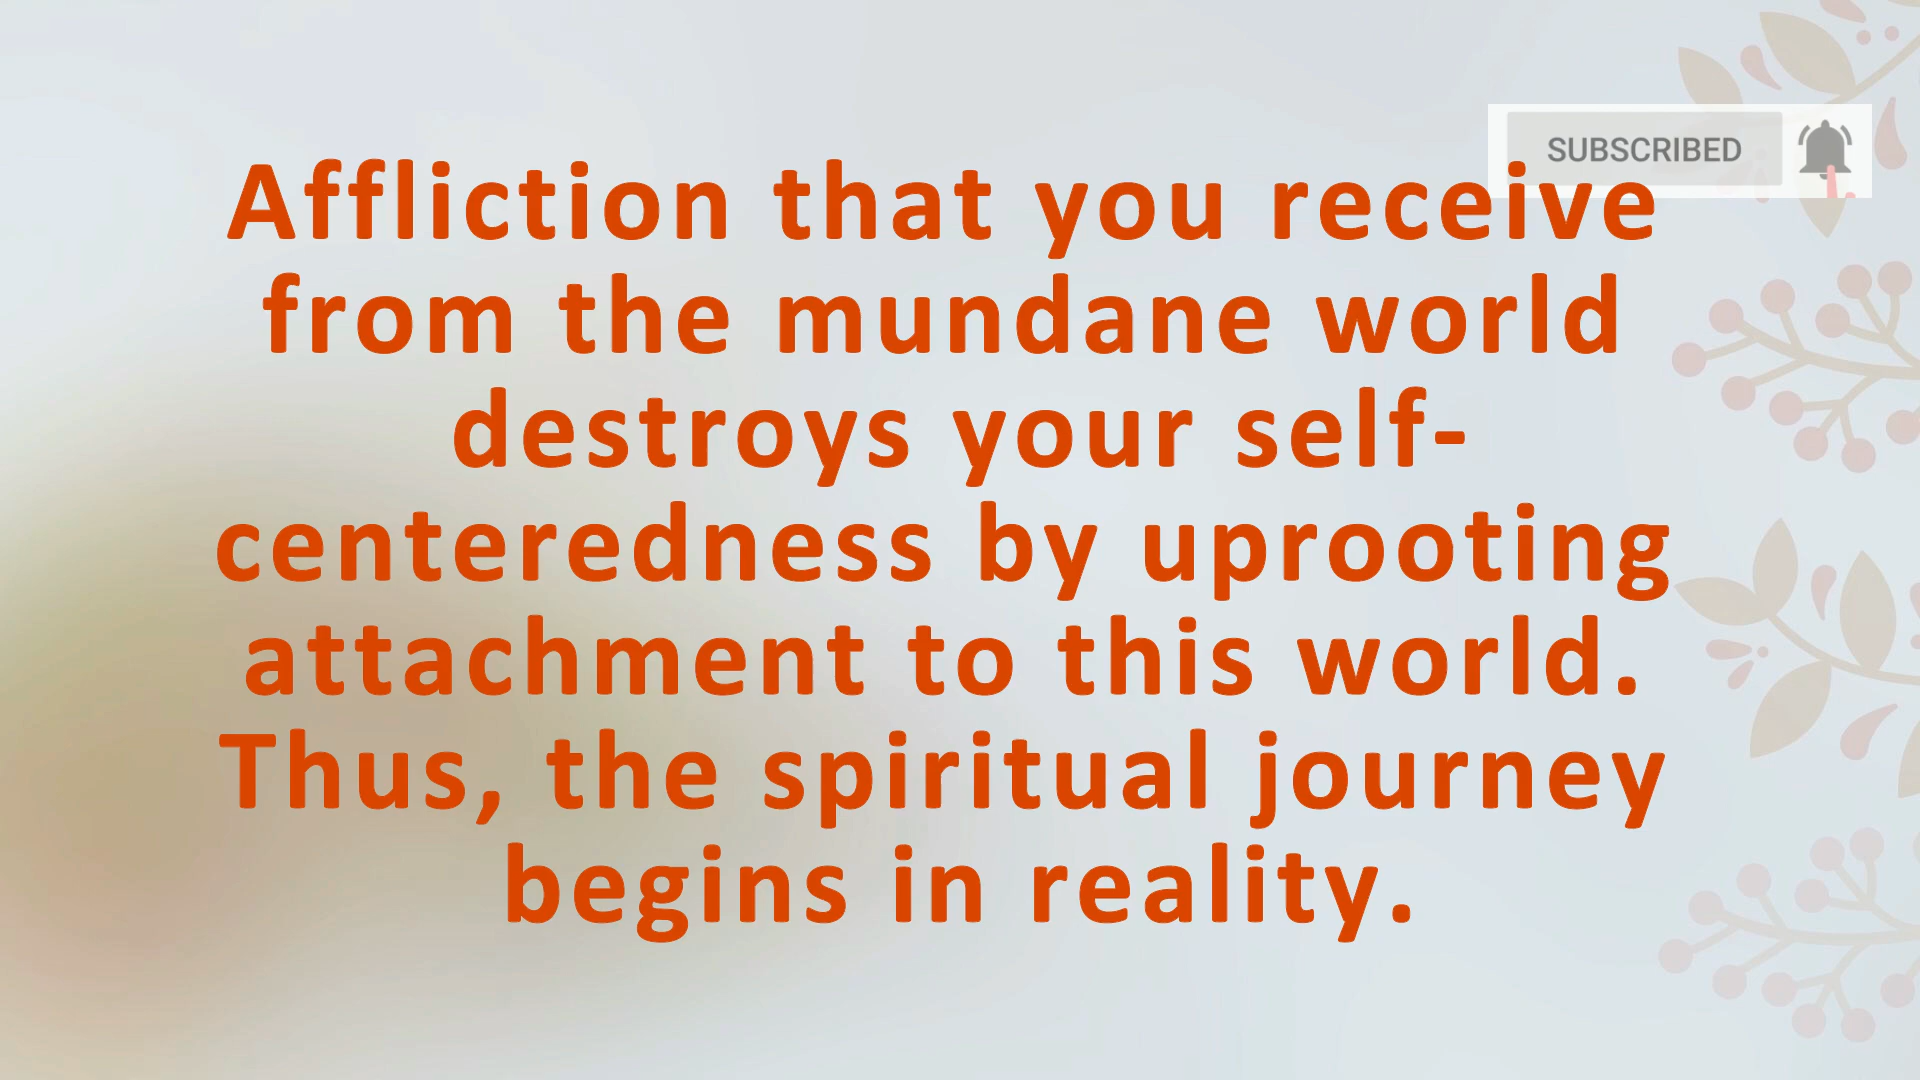 SUBSCRIBED
Affliction that you receive
from the mundane world
destroys your self-
centeredness by uprooting
attachment to this world.
Thus, the spiritual journey
begins in reality.